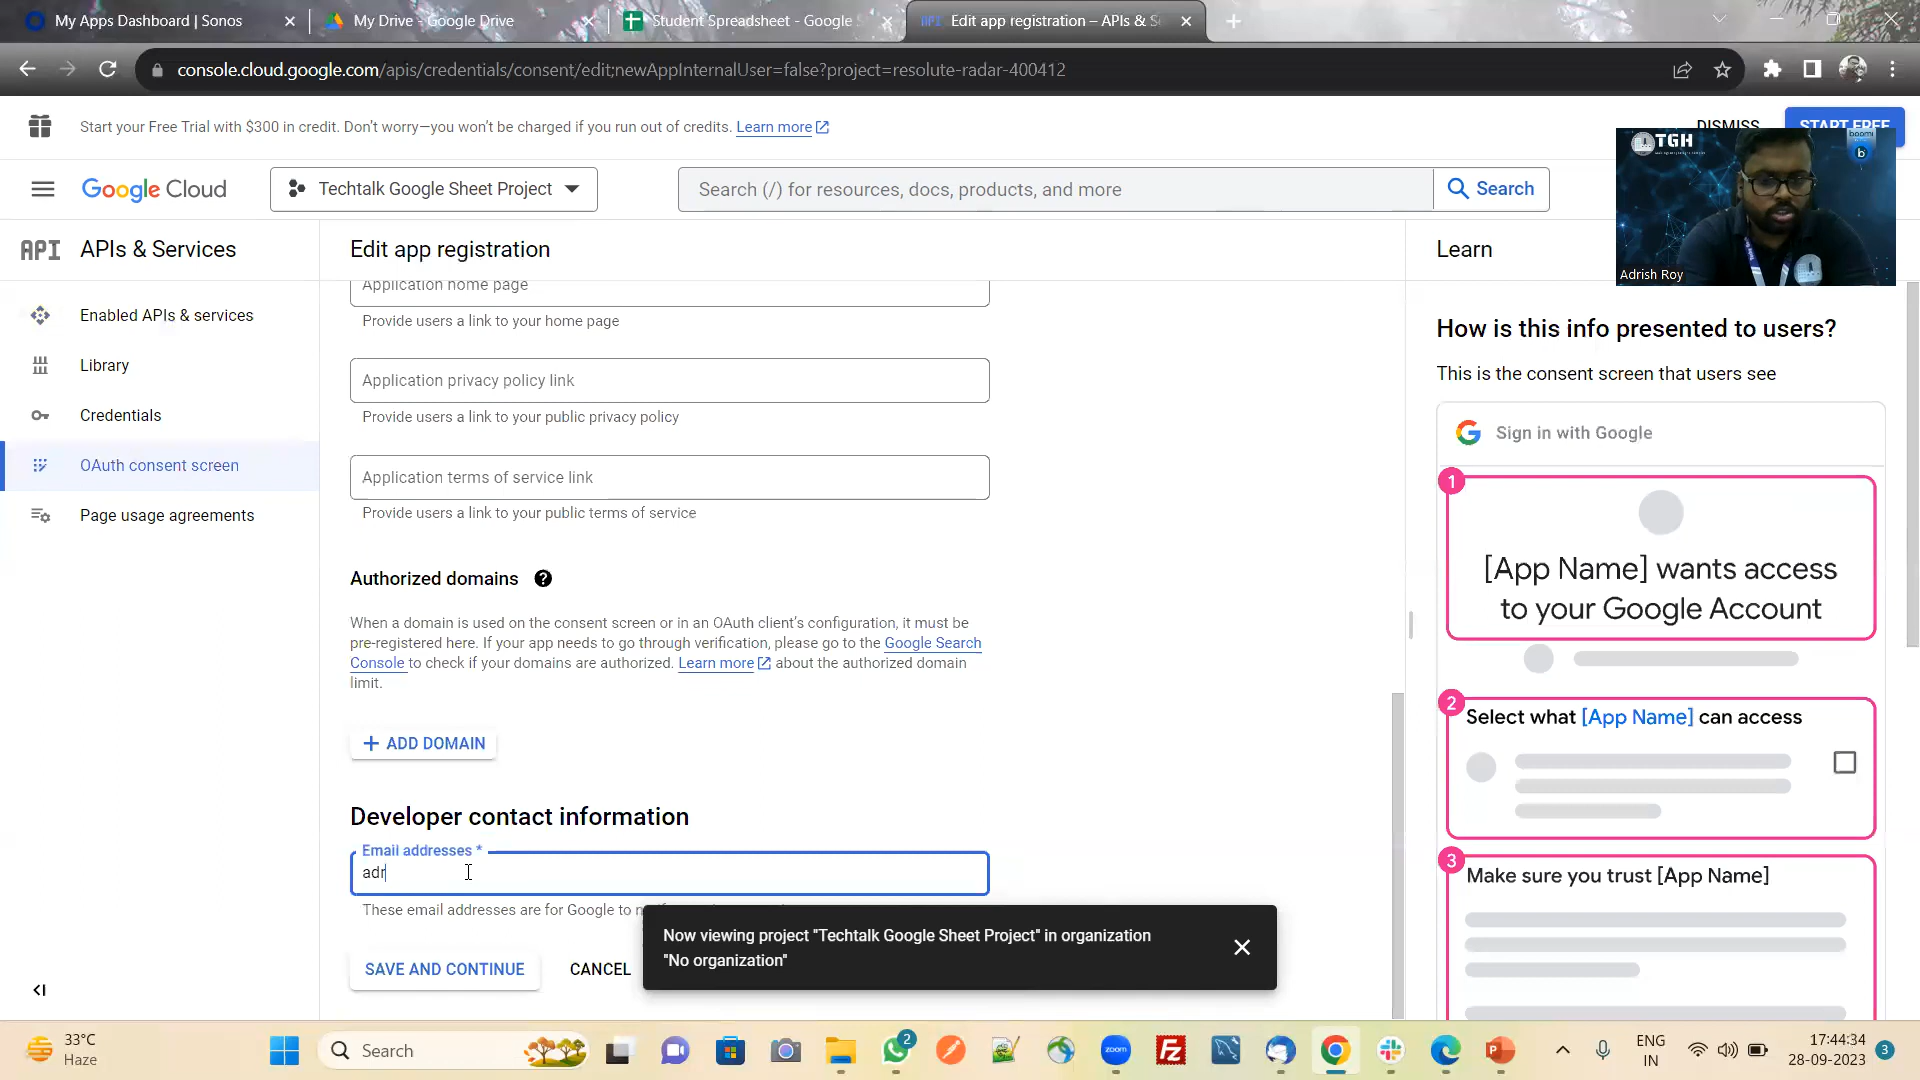 My Apps Dashboard | Sonos
My Drive - Google Drive
Student Spreadsheet - Google S
API Edit app registration – APIs & Se
console.cloud.google.com/apis/credentials/consent/edit;newAppInternalUser=false?project=resolute-radar-400412
Start your Free Trial with $300 in credit. Don't worry—you won't be charged if you run out of credits. Learn more
DISMISS
START FREE
Google Cloud
Techtalk Google Sheet Project
Search (/) for resources, docs, products, and more
Search
TGH
boomi
b
Adrish Roy
API APIs & Services
Enabled APIs & services
Library
Credentials
OAuth consent screen
Page usage agreements
Edit app registration
Application home page
Provide users a link to your home page
Application privacy policy link
Provide users a link to your public privacy policy
Application terms of service link
Provide users a link to your public terms of service
Authorized domains
When a domain is used on the consent screen or in an OAuth client's configuration, it must be
pre-registered here. If your app needs to go through verification, please go to the Google Search
Console to check if your domains are authorized. Learn more about the authorized domain
limit.
+ ADD DOMAIN
Developer contact information
Email addresses *
adr
These email addresses are for Google to
SAVE AND CONTINUE
CANCEL
Now viewing project "Techtalk Google Sheet Project" in organization
"No organization"
Learn
How is this info presented to users?
This is the consent screen that users see
Sign in with Google
1
[App Name] wants access
to your Google Account
2
Select what [App Name] can access
3
Make sure you trust [App Name]
33°C
Haze
Search
2
zoom
ENG
IN
17:44:34
28-09-2023
3